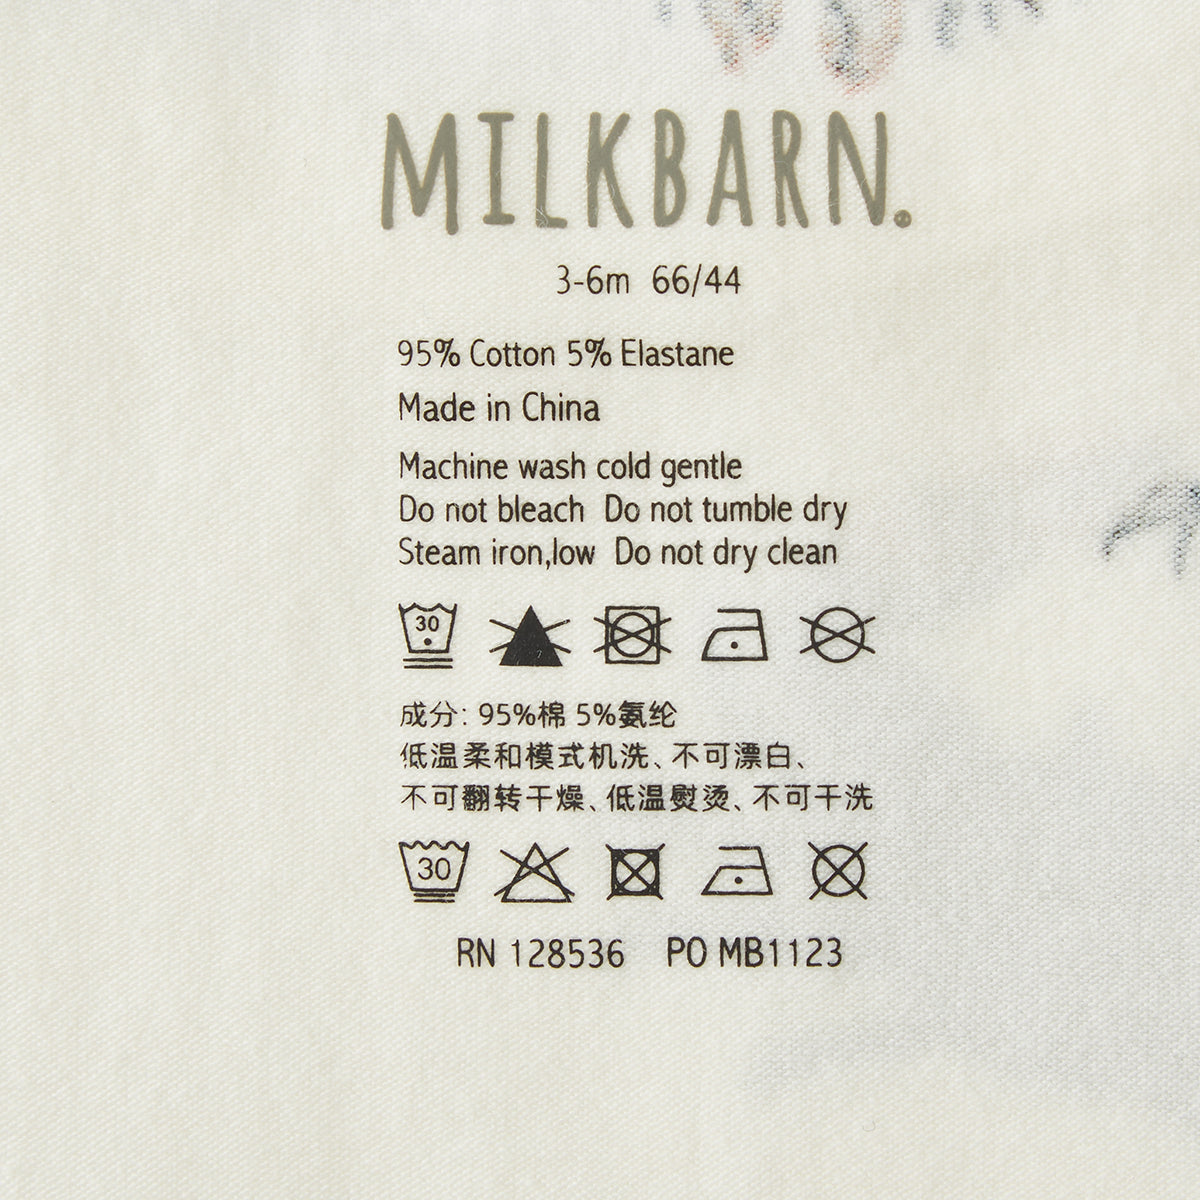 MILKBARN.
3-6m 66/44
95% Cotton 5% Elastane
Made in China
Machine wash cold gentle
Do not bleach Do not tumble dry
Steam iron,low Do not dry clean
30
成分: 95%棉 5%氨纶
低温柔和模式机洗、不可漂白、
不可翻转干燥、低温熨烫、不可干洗
30
RN 128536 PO MB1123